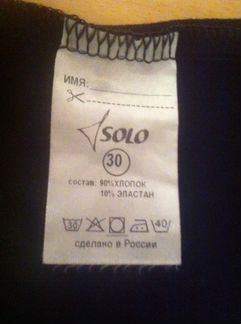 ИМЯ:
SOLO
30
состав: 90%ХЛОПОК
10% ЭЛАСТАН
30 40
сделано в России